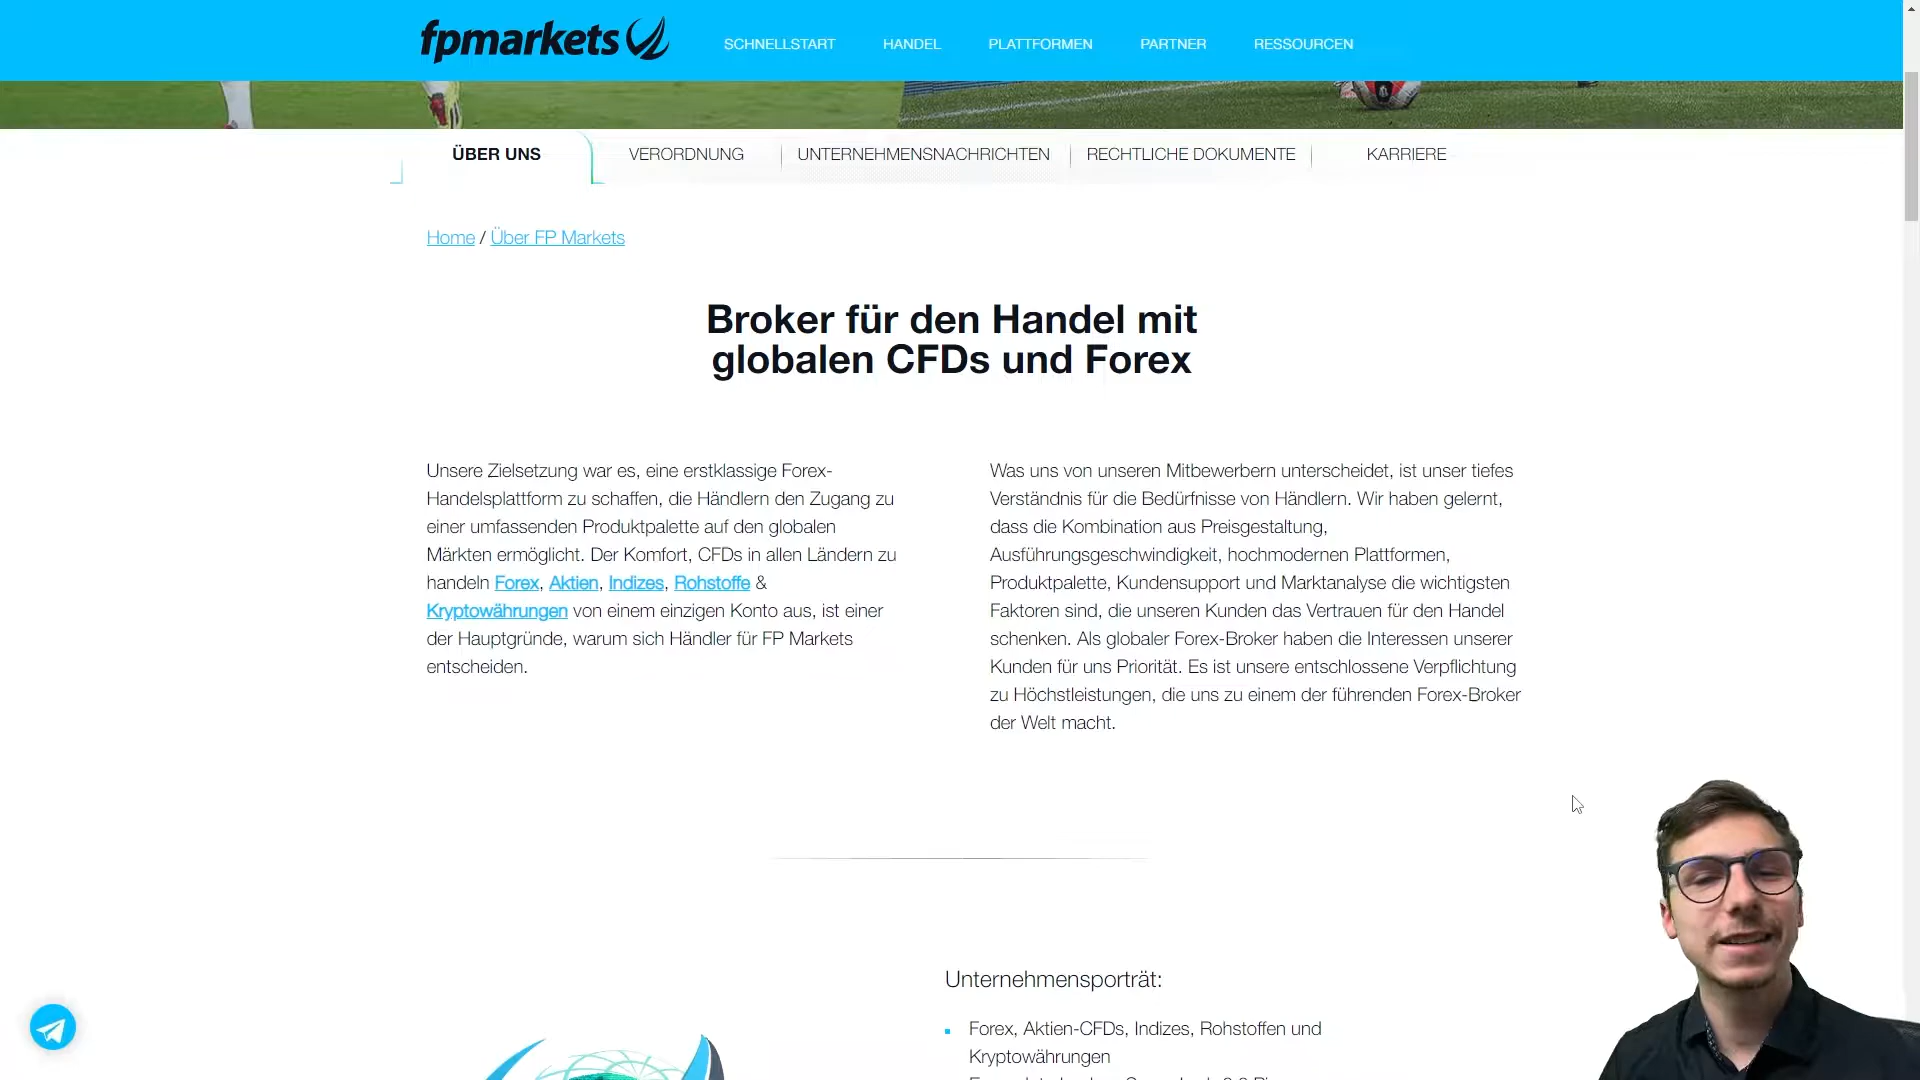 fpmarkets
SCHNELLSTART HANDEL PLATTFORMEN PARTNER RESSOURCEN
ÜBER UNS VERORDNUNG UNTERNEHMENSNACHRICHTEN RECHTLICHE DOKUMENTE KARRIERE
Home / Über FP Markets
Broker für den Handel mit
globalen CFDs und Forex
Unsere Zielsetzung war es, eine erstklassige Forex-
Handelsplattform zu schaffen, die Händlern den Zugang zu
einer umfassenden Produktpalette auf den globalen
Märkten ermöglicht. Der Komfort, CFDs in allen Ländern zu
handeln Forex, Aktien, Indizes, Rohstoffe &
Kryptowährungen von einem einzigen Konto aus, ist einer
der Hauptgründe, warum sich Händler für FP Markets
entscheiden.
Was uns von unseren Mitbewerbern unterscheidet, ist unser tiefes
Verständnis für die Bedürfnisse von Händlern. Wir haben gelernt,
dass die Kombination aus Preisgestaltung,
Ausführungsgeschwindigkeit, hochmodernen Plattformen,
Produktpalette, Kundensupport und Marktanalyse die wichtigsten
Faktoren sind, die unseren Kunden das Vertrauen für den Handel
schenken. Als globaler Forex-Broker haben die Interessen unserer
Kunden für uns Priorität. Es ist unsere entschlossene Verpflichtung
zu Höchstleistungen, die uns zu einem der führenden Forex-Broker
der Welt macht.
Unternehmensporträt:
Forex, Aktien-CFDs, Indizes, Rohstoffen und
Kryptowährungen